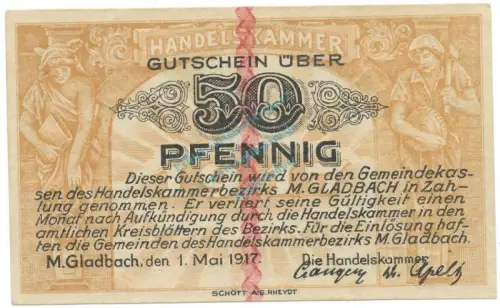 HANDELSKAMMER
GUTSCHEIN ÜBER
50
PFENNIG
Dieser Gutschein wird von den Gemeindekas-
sen des Handelskammerbezirks M. GLADBACH in Zah-
lung genommen. Er verliert seine Gültigkeit einen
Monat nach Aufkündigung durch die Handelskammer in den
amtlichen Kreisblättern des Bezirks. Für die Einlösung haf-
ten die Gemeinden des Handelskammerbezirks M. Gladbach.
M. Gladbach, den 1. Mai 1917. Die Handelskammer
SCHÖTT A.G. RHEYDT